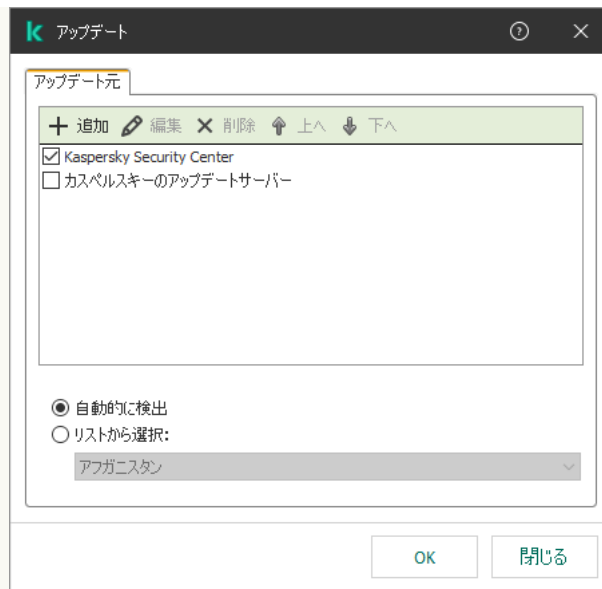 アップデート
アップデート元
追加 編集 削除 上へ 下へ
Kaspersky Security Center
カスペルスキーのアップデートサーバー
自動的に検出
リストから選択:
アフガニスタン
OK 閉じる